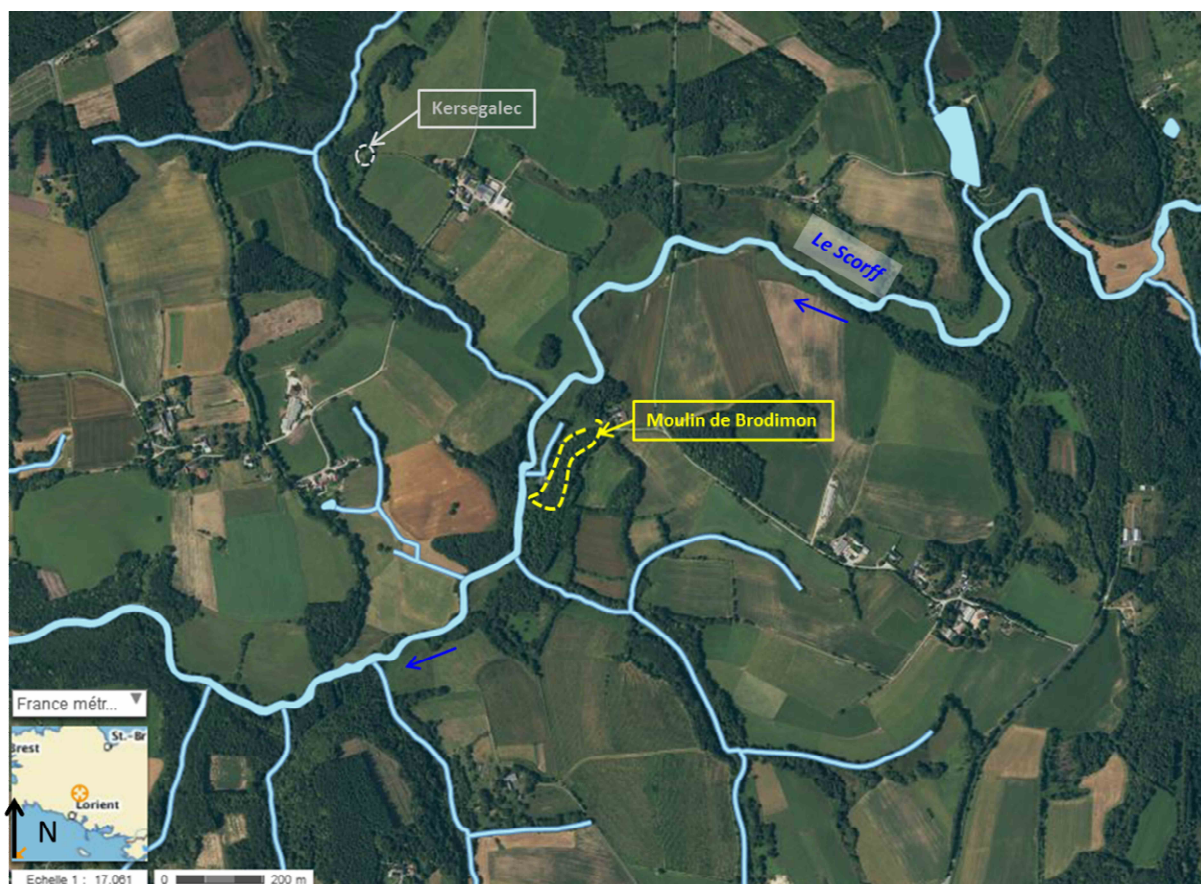 Kersegalec
Le Scorff
Moulin de Brodimon
France métr...
St.-Br
Brest
Lorient
N
Echelle 1 : 17.061
0
200 m